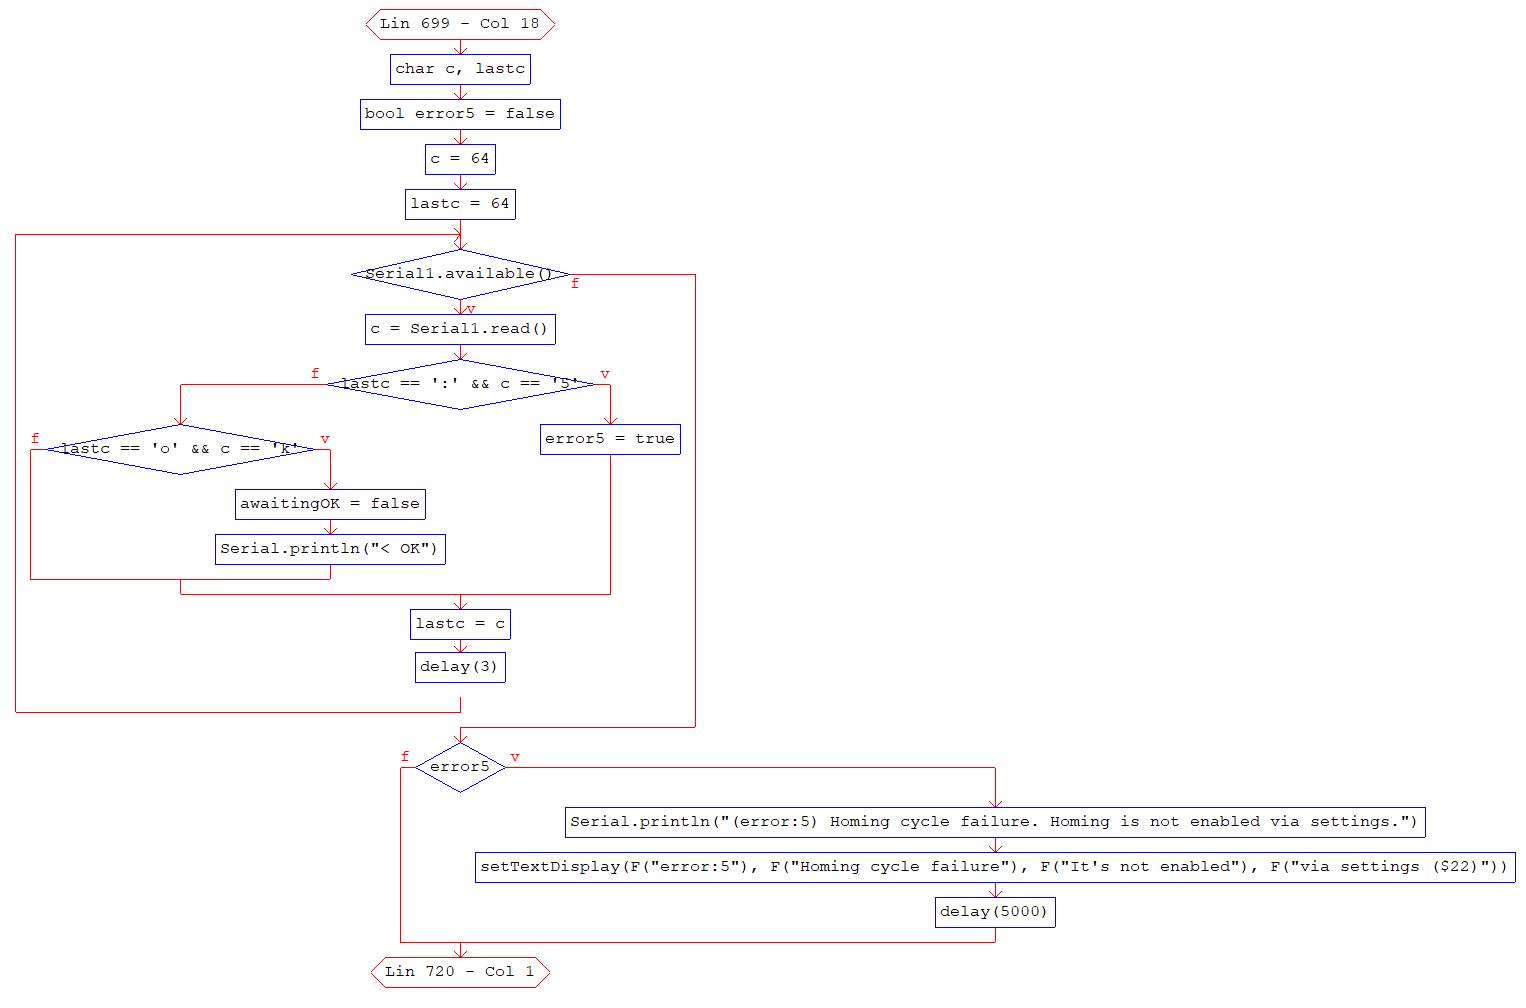 Lin 699 - Col 18
char c, lastc
bool error5 = false
c = 64
lastc = 64
Serial1.available()
f
v
c = Serial1.read()
f
v
lastc == ':' && c == '5'
f
v
lastc == 'o' && c == 'k'
error5 = true
awaitingOK = false
Serial.println("< OK")
lastc = c
delay(3)
f
v
error5
Serial.println("(error:5) Homing cycle failure. Homing is not enabled via settings.")
setTextDisplay(F("error:5"), F("Homing cycle failure"), F("It's not enabled"), F("via settings ($22)"))
delay(5000)
Lin 720 - Col 1